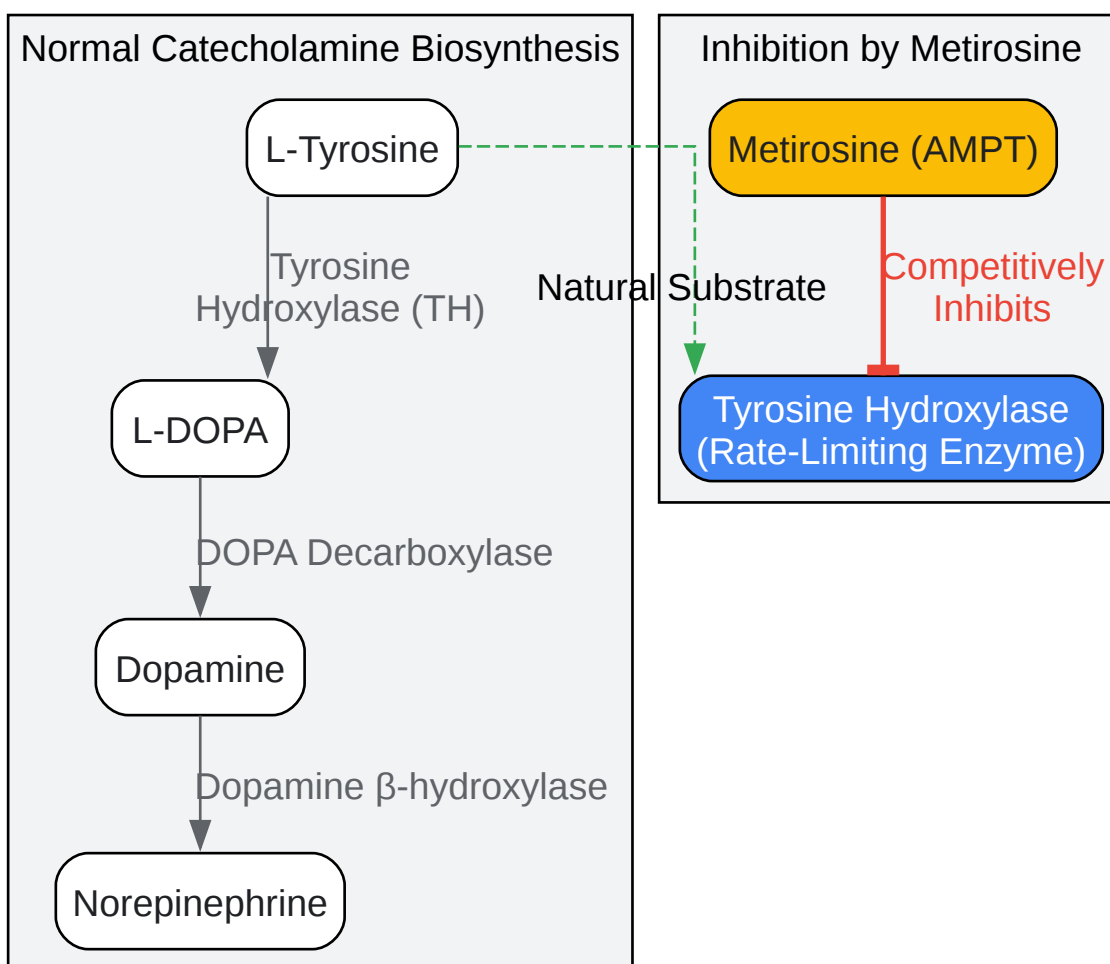 Normal Catecholamine Biosynthesis
L-Tyrosine
Tyrosine
Hydroxylase (TH)
L-DOPA
DOPA Decarboxylase
Dopamine
Dopamine β-hydroxylase
Norepinephrine
Natural Substrate
Inhibition by Metirosine
Metirosine (AMPT)
Competitively
Inhibits
Tyrosine Hydroxylase
(Rate-Limiting Enzyme)